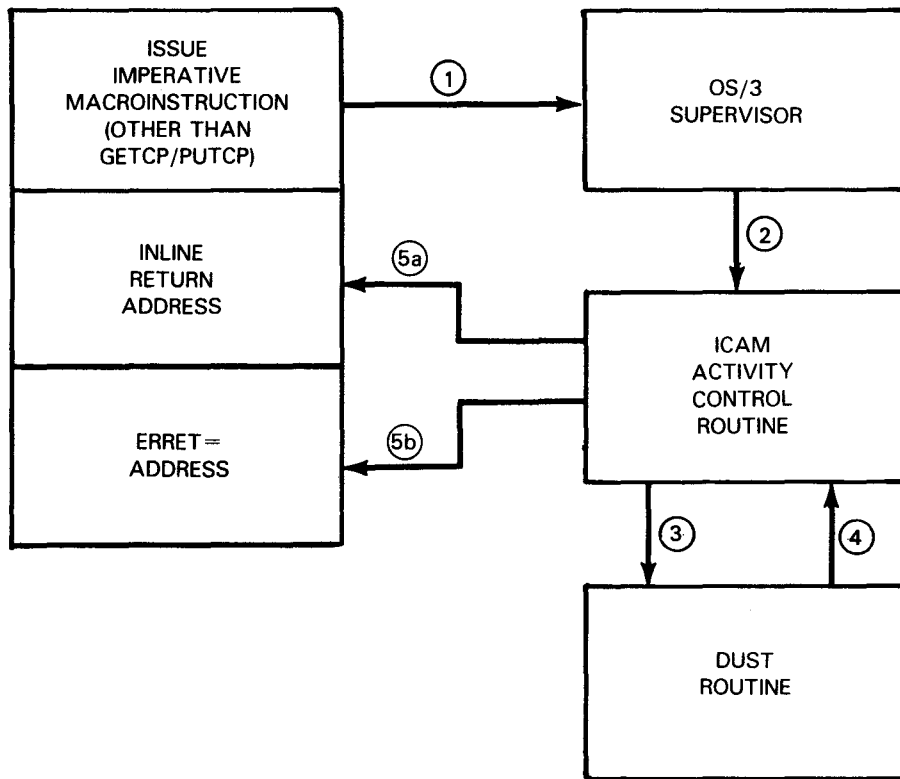 ISSUE
IMPERATIVE
MACROINSTRUCTION
(OTHER THAN
GETCP/PUTCP)
1
OS/3
SUPERVISOR
2
INLINE
RETURN
ADDRESS
5a
ICAM
ACTIVITY
CONTROL
ROUTINE
ERRET=
ADDRESS
5b
3
4
DUST
ROUTINE